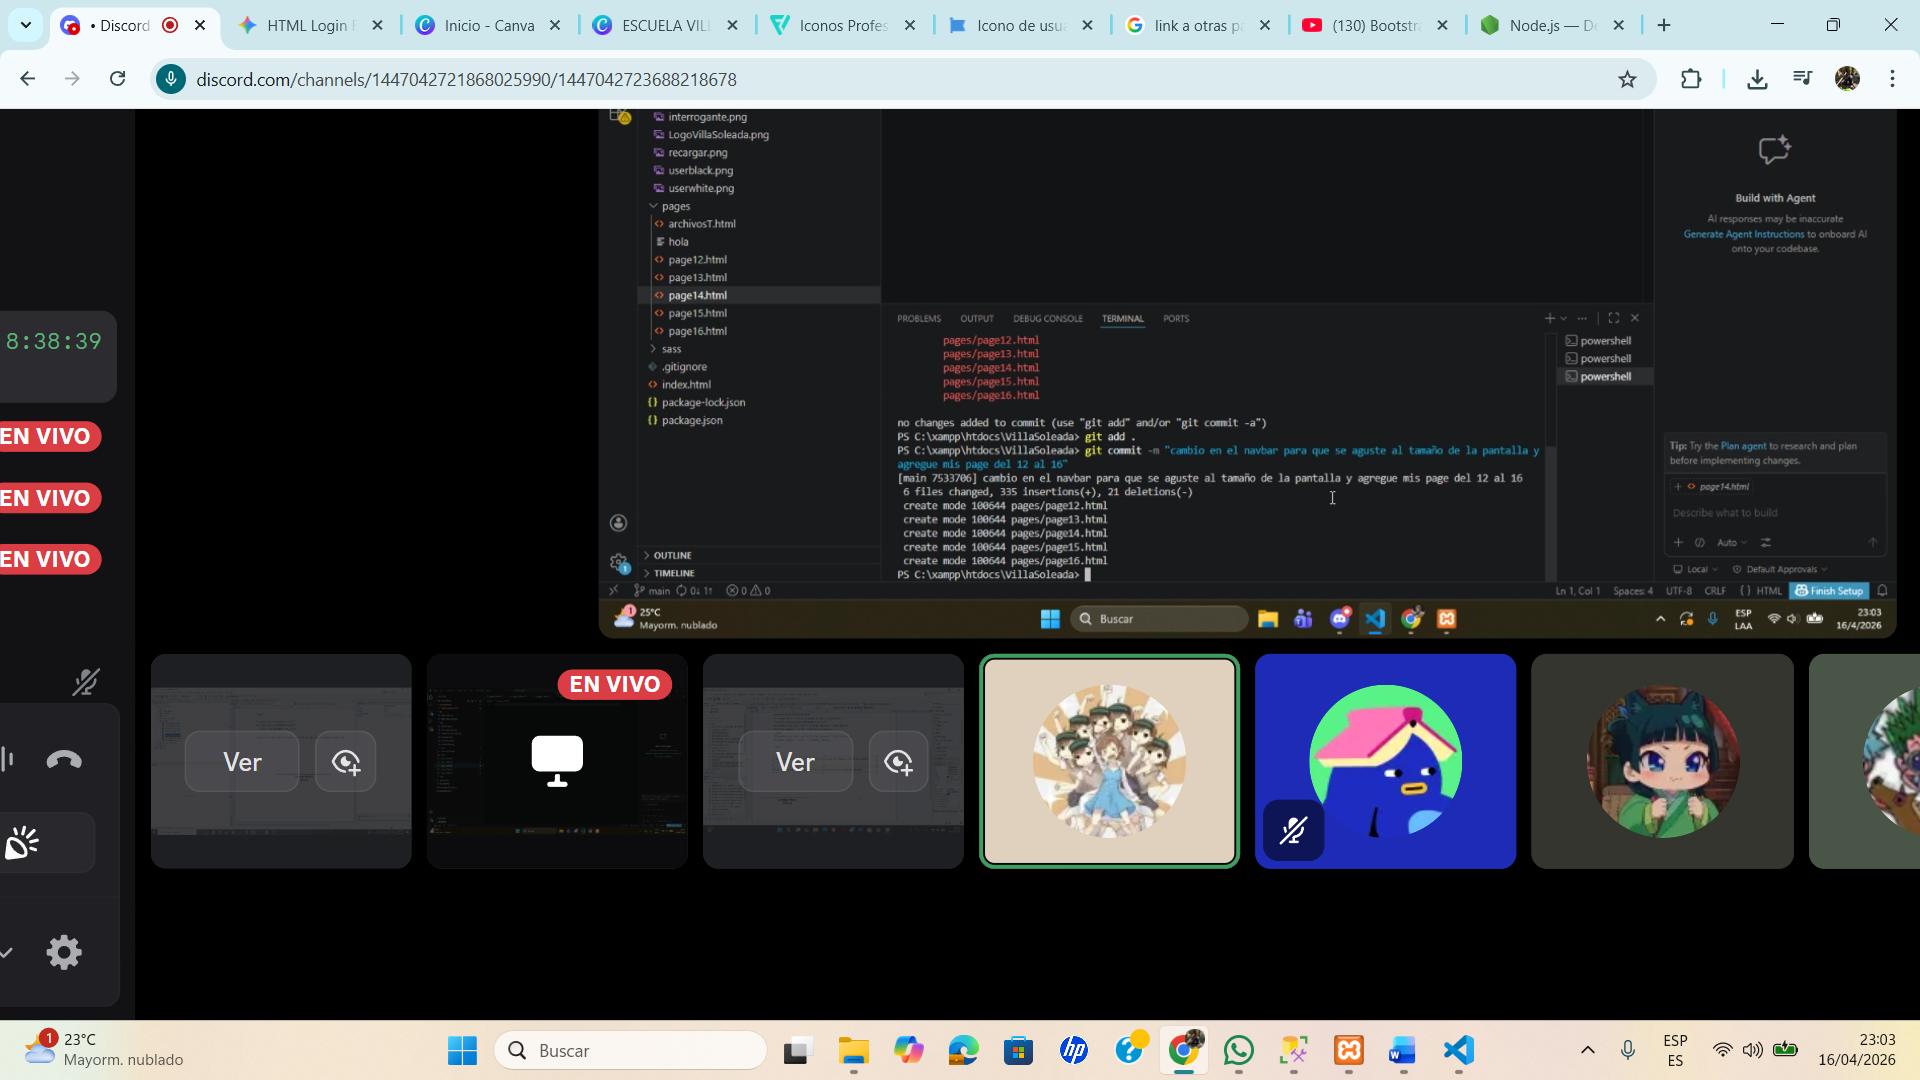 • Discord
HTML Login F
Inicio - Canva
ESCUELA VILL
Iconos Profes
Icono de usu
link a otras pa
(130) Bootstra
Node.js — De
discord.com/channels/1447042721868025990/1447042723688218678
8:38:39
EN VIVO
EN VIVO
EN VIVO
interrogante.png
LogoVillaSoleada.png
recargar.png
userblack.png
userwhite.png
pages
archivosT.html
hola
page12.html
page13.html
page14.html
page15.html
page16.html
sass
.gitignore
index.html
package-lock.json
package.json
OUTLINE
TIMELINE
PROBLEMS OUTPUT DEBUG CONSOLE TERMINAL PORTS
pages/page12.html
pages/page13.html
pages/page14.html
pages/page15.html
pages/page16.html
no changes added to commit (use "git add" and/or "git commit -a")
PS C:\xampp\htdocs\VillaSoleada> git add .
PS C:\xampp\htdocs\VillaSoleada> git commit -m "cambio en el navbar para que se aguste al tamaño de la pantalla y
agregue mis page del 12 al 16"
[main 7533706] cambio en el navbar para que se aguste al tamaño de la pantalla y agregue mis page del 12 al 16
6 files changed, 335 insertions(+), 21 deletions(-)
create mode 100644 pages/page12.html
create mode 100644 pages/page13.html
create mode 100644 pages/page14.html
create mode 100644 pages/page15.html
create mode 100644 pages/page16.html
PS C:\xampp\htdocs\VillaSoleada>
powershell
powershell
powershell
Build with Agent
AI responses may be inaccurate
Generate Agent Instructions to onboard AI
onto your codebase.
Tip: Try the Plan agent to research and plan
before implementing changes.
page14.html
Describe what to build
Auto
Local Default Approvals
main 0↓ 1↑ 0 0
Ln 1, Col 1 Spaces: 4 UTF-8 CRLF { } HTML Finish Setup
1
25°C
Mayorm. nublado
Buscar
ESP
LAA
23:03
16/4/2026
Ver
EN VIVO
Ver
1
23°C
Mayorm. nublado
Buscar
ESP
ES
23:03
16/04/2026